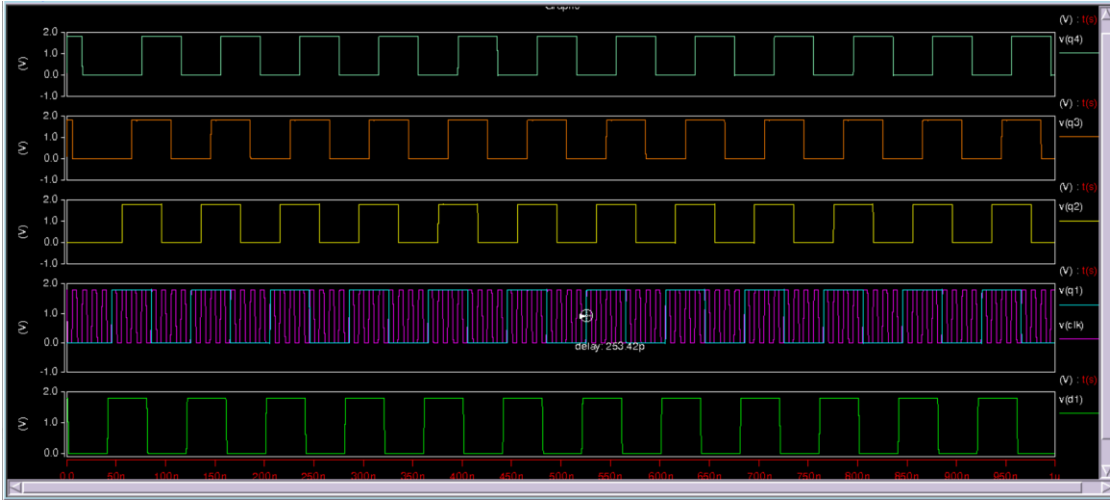 Graph0
(V) : t(s)
2.0
v(q4)
1.0
(V)
0.0
-1.0
(V) : t(s)
2.0
v(q3)
1.0
(V)
0.0
-1.0
(V) : t(s)
2.0
v(q2)
1.0
(V)
0.0
-1.0
(V) : t(s)
2.0
v(q1)
1.0
v(clk)
(V)
0.0
delay: 253.42p
-1.0
(V) : t(s)
2.0
v(d1)
1.0
(V)
0.0
0.0 50n 100n 150n 200n 250n 300n 350n 400n 450n 500n 550n 600n 650n 700n 750n 800n 850n 900n 950n 1u